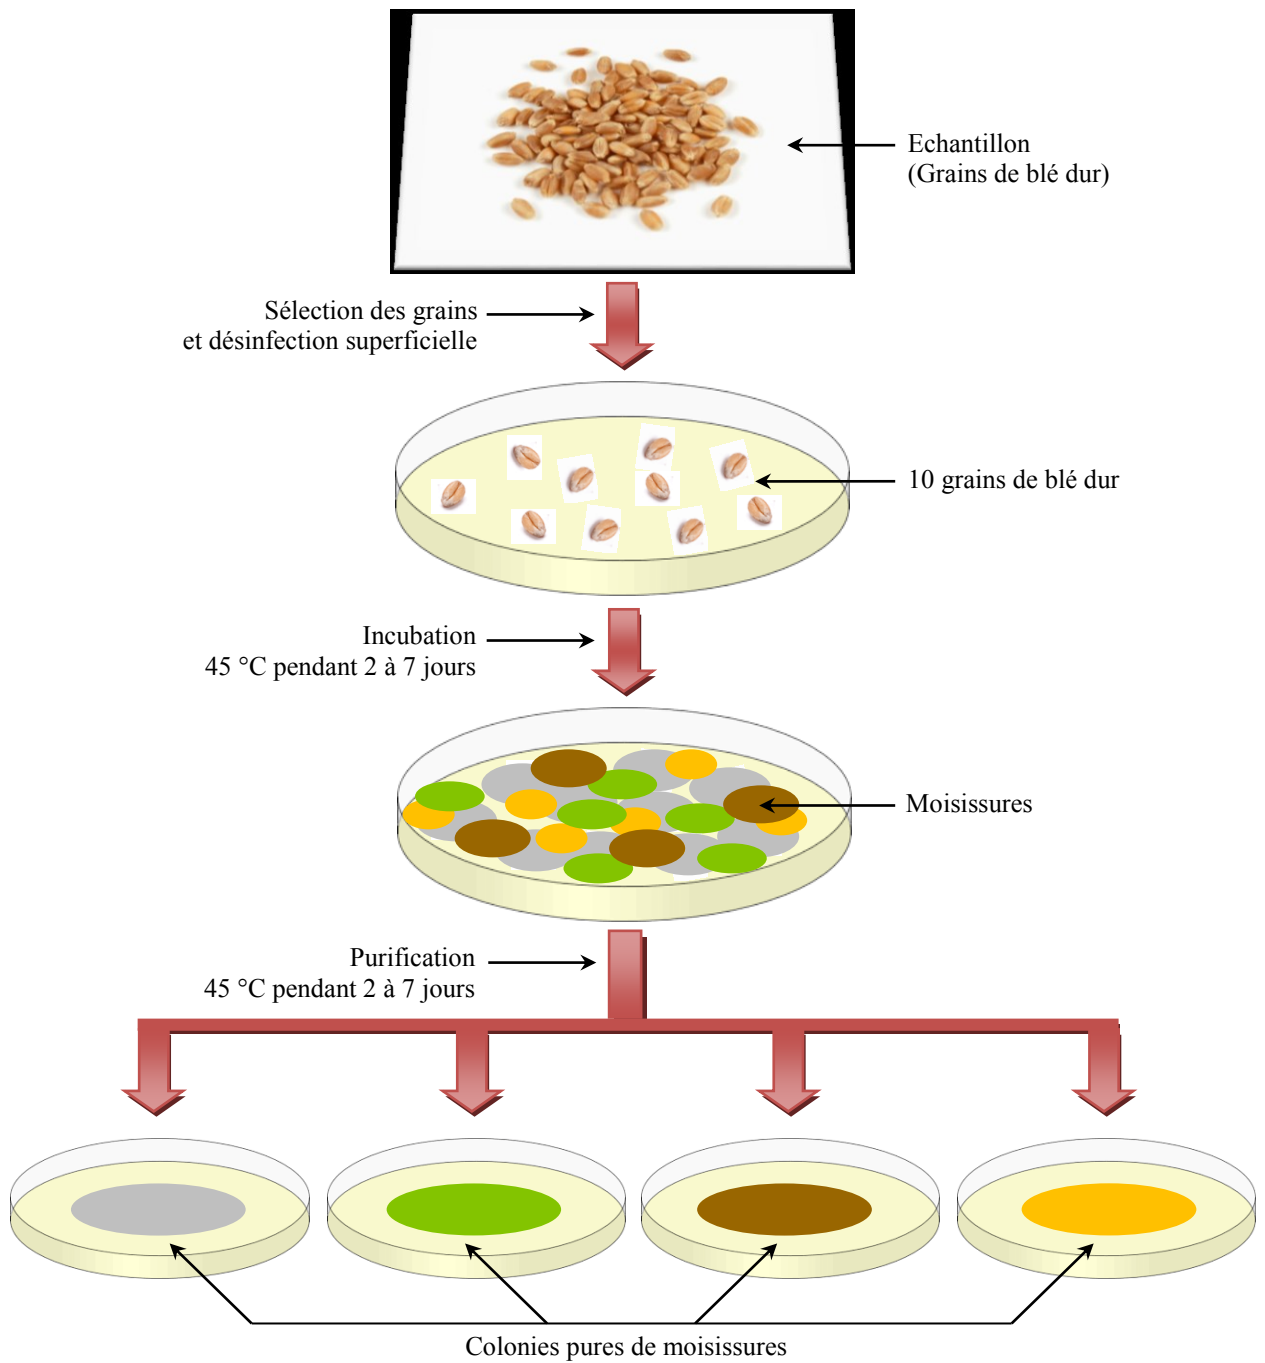 Echantillon
(Grains de blé dur)
Sélection des grains
et désinfection superficielle
10 grains de blé dur
Incubation
45 °C pendant 2 à 7 jours
Moisissures
Purification
45 °C pendant 2 à 7 jours
Colonies pures de moisissures